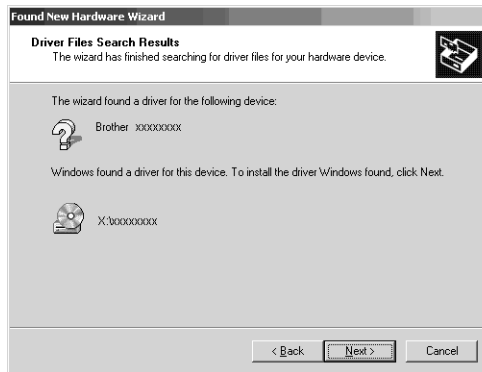 Found New Hardware Wizard
Driver Files Search Results
The wizard has finished searching for driver files for your hardware device.
The wizard found a driver for the following device:
Brother xxxxxxxx
Windows found a driver for this device. To install the driver Windows found, click Next.
X:\xxxxxxxx
< Back Next > Cancel